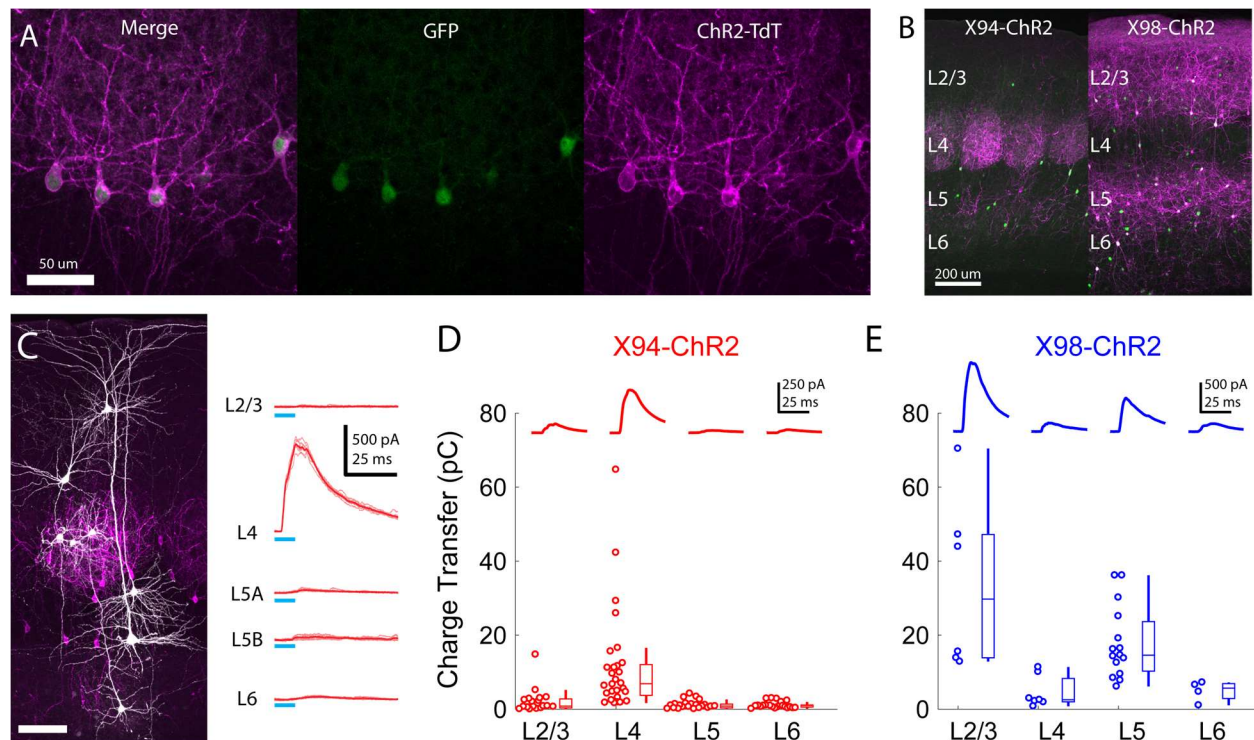 A
Merge
GFP
ChR2-TdT
50 um
B
X94-ChR2
X98-ChR2
L2/3
L2/3
L4
L4
L5
L5
L6
L6
200 um
C
L2/3
500 pA
25 ms
L4
L5A
L5B
L6
D
X94-ChR2
250 pA
25 ms
Charge Transfer (pC)
80
60
40
20
0
L2/3 L4 L5 L6
E
X98-ChR2
500 pA
25 ms
80
60
40
20
0
L2/3 L4 L5 L6